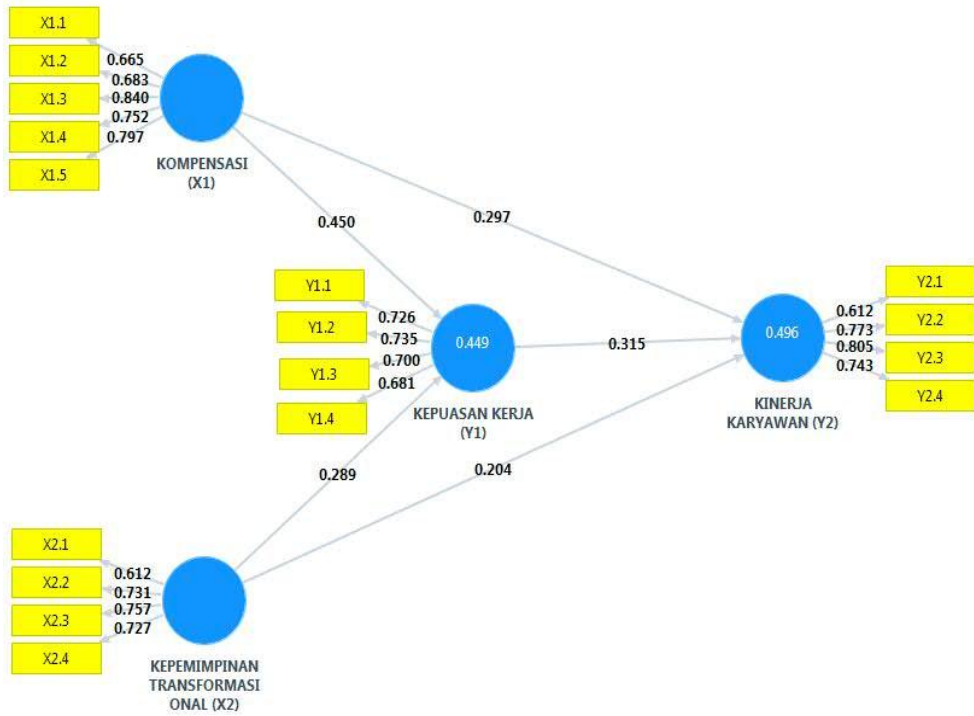 X1.1
X1.2
X1.3
X1.4
X1.5
0.665
0.683
0.840
0.752
0.797
KOMPENSASI
(X1)
0.450
0.297
Y1.1
Y1.2
Y1.3
Y1.4
0.726
0.735
0.700
0.681
0.449
KEPUASAN KERJA
(Y1)
0.315
0.496
KINERJA
KARYAWAN (Y2)
0.612
0.773
0.805
0.743
Y2.1
Y2.2
Y2.3
Y2.4
0.289
0.204
X2.1
X2.2
X2.3
X2.4
0.612
0.731
0.757
0.727
KEPEMIMPINAN
TRANSFORMASI
ONAL (X2)